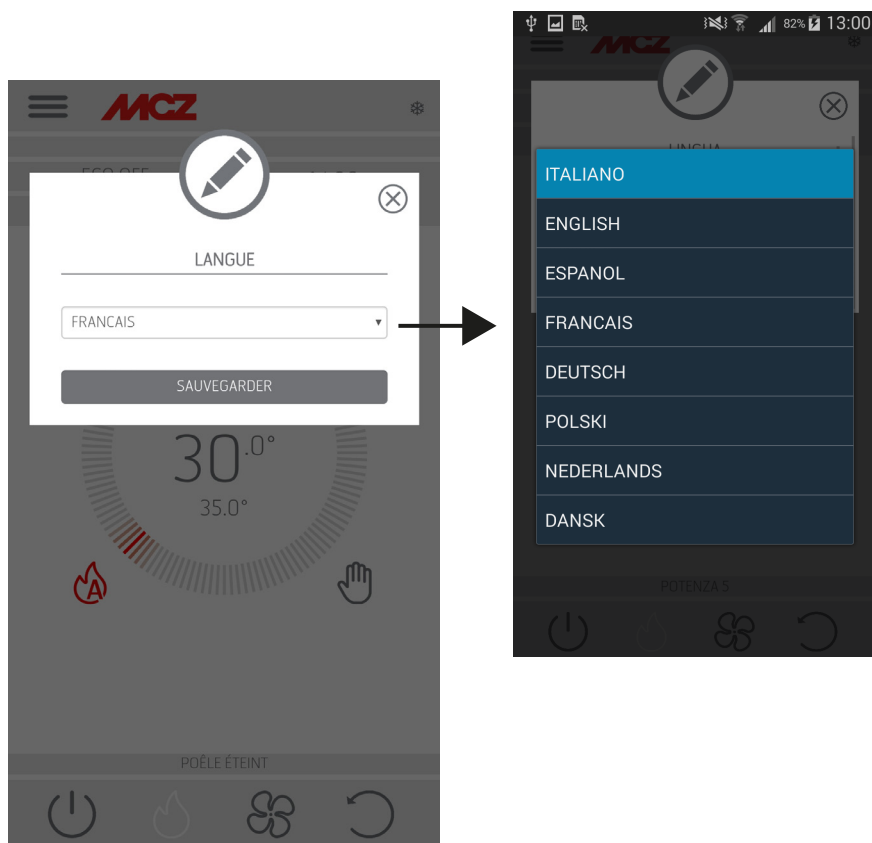 MCZ
LANGUE
FRANCAIS
SAUVEGARDER
30.0°
35.0°
A
POÊLE ÉTEINT
82% 13:00
MCZ
LINGUA
ITALIANO
ENGLISH
ESPANOL
FRANCAIS
DEUTSCH
POLSKI
NEDERLANDS
DANSK
POTENZA 5